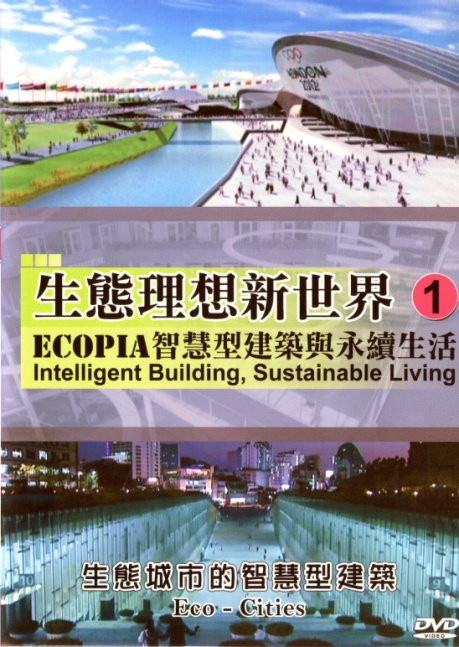 LONDON
2012
生態理想新世界 1
ECOPIA智慧型建築與永續生活
Intelligent Building, Sustainable Living
生態城市的智慧型建築
Eco - Cities
DVD
VIDEO